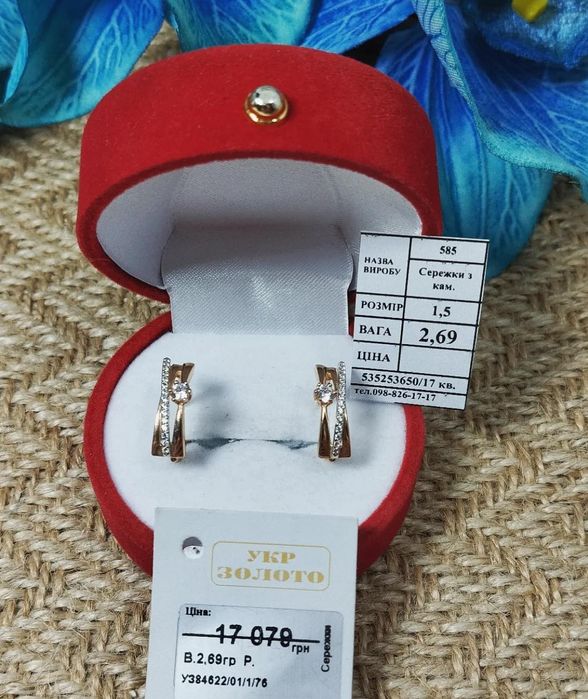 585
НАЗВА ВИРОБУ
Сережки з кам.
РОЗМІР 1,5
ВАГА 2,69
ЦІНА
535253650/17 кв.
тел.098-826-17-17
УКР
ЗОЛОТО
Ціна:
17 079 грн
В.2,69гр Р.
У384622/01/1/76
Сережки